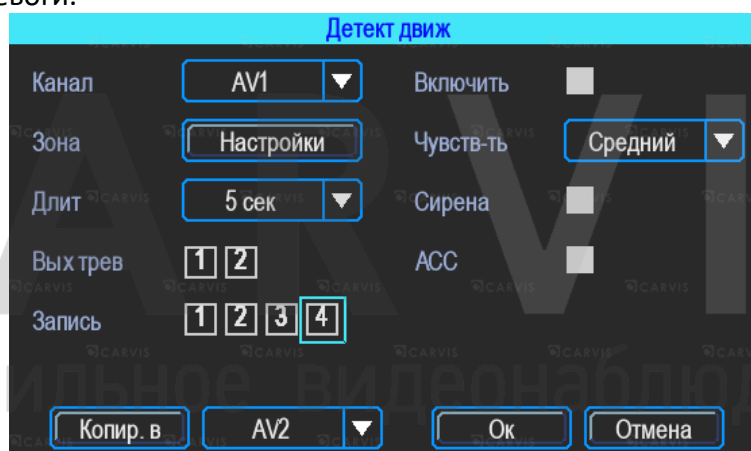 евоги.
Детект движ
Канал AV1 Включить
Зона Настройки Чувств-ть Средний
Длит 5 сек Сирена
Вых трев 1 2 ACC
Запись 1 2 3 4
Копир. в AV2 Ок Отмена